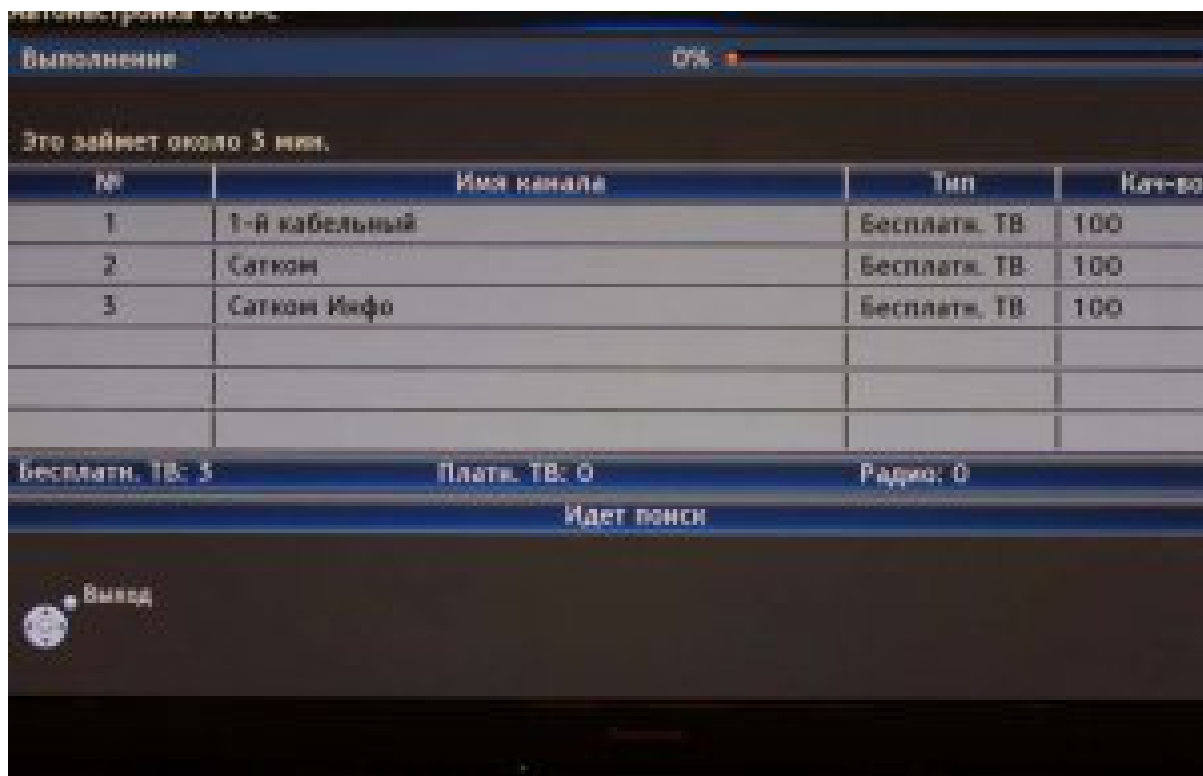 Автонастройка DVB-C
Выполнение 0%
Это займет около 3 мин.
№ Имя канала Тип Кач-во
1 1-й кабельный Бесплатн. ТВ 100
2 Сатком Бесплатн. ТВ 100
3 Сатком Инфо Бесплатн. ТВ 100
Бесплатн. ТВ: 3 Платн. ТВ: 0 Радио: 0
Идет поиск
Выход